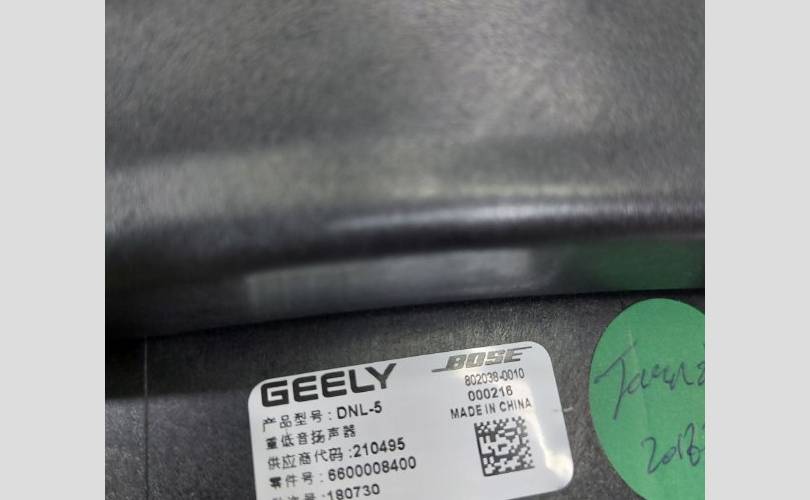 GEELY
BOSE
802038-0010
000216
MADE IN CHINA
产品型号：DNL-5
重低音扬声器
供应商代码：210495
零件号：6600008400
180730